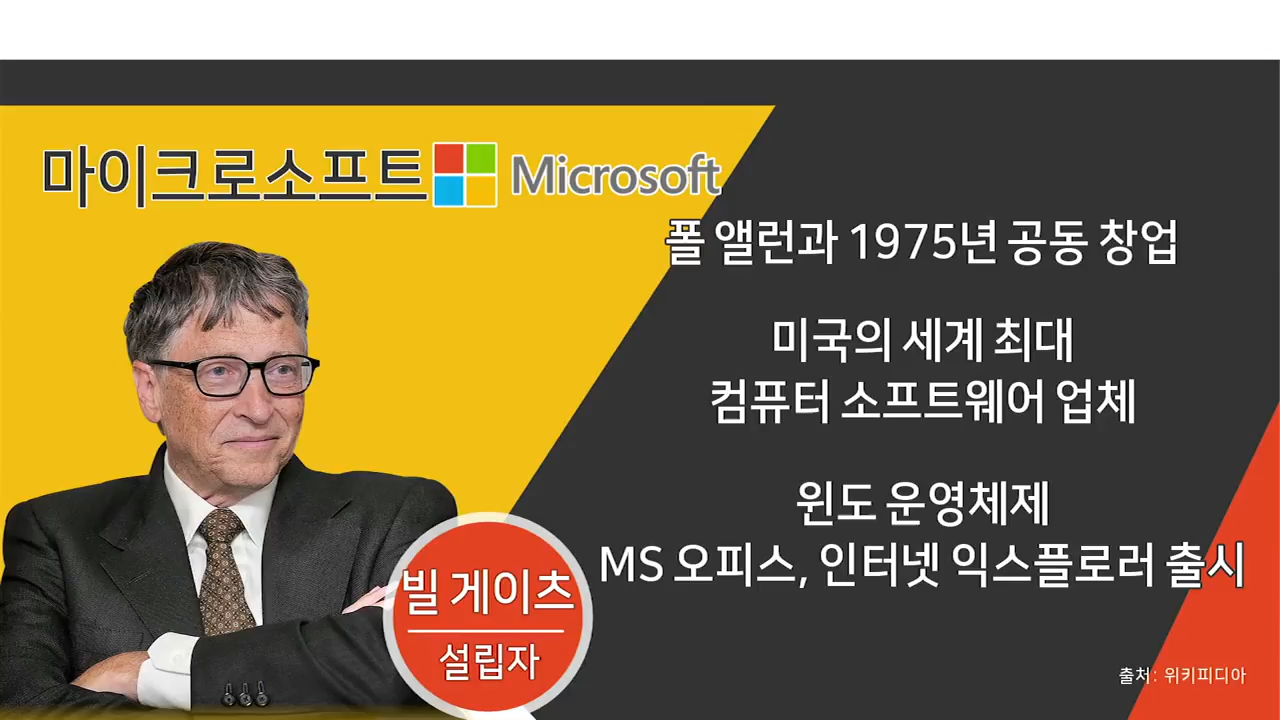 마이크로소프트 Microsoft
폴 앨런과 1975년 공동 창업
미국의 세계 최대
컴퓨터 소프트웨어 업체
윈도 운영체제
MS 오피스, 인터넷 익스플로러 출시
빌 게이츠
설립자
출처: 위키피디아